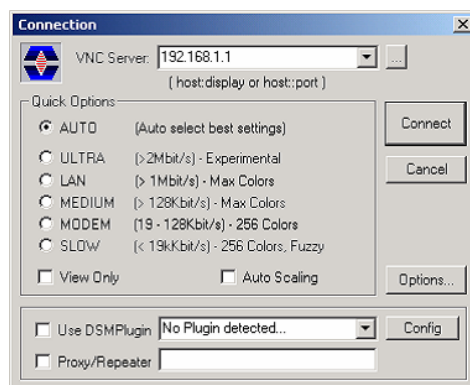 Connection
VNC Server: 192.168.1.1 ...
( host:display or host::port )
Quick Options
AUTO (Auto select best settings)
ULTRA (>2Mbit/s) - Experimental
LAN (> 1Mbit/s) - Max Colors
MEDIUM (> 128Kbit/s) - Max Colors
MODEM (19 - 128Kbit/s) - 256 Colors
SLOW (< 19kKbit/s) - 256 Colors, Fuzzy
View Only Auto Scaling
Connect
Cancel
Options...
Use DSMPlugin No Plugin detected... Config
Proxy/Repeater